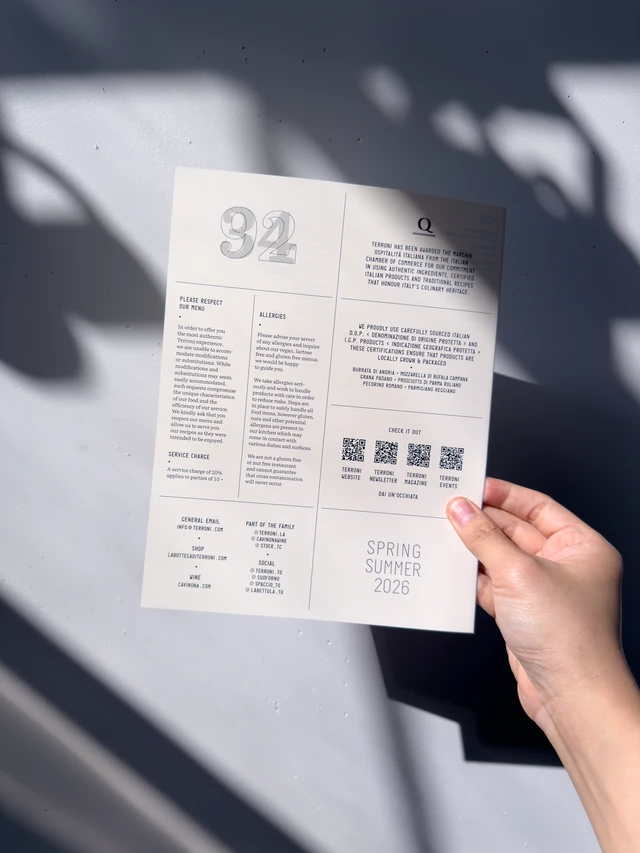 92
PLEASE RESPECT
OUR MENU
•
In order to offer you
the most authentic
Terroni experience,
we are unable to accom-
modate modifications
or substitutions. While
modifications and
substitutions may seem
easily accommodated,
such requests compromise
the unique characteristics
of our food and the
efficiency of our service.
We kindly ask that you
respect our menu and
allow us to serve you
our recipes as they were
intended to be enjoyed.
SERVICE CHARGE
•
A service charge of 20%
applies to parties of 10 +
ALLERGIES
•
Please advise your server
of any allergies and inquire
about our vegan, lactose
free and gluten free menus.
we would be happy
to guide you.
We take allergies seri-
ously and work to handle
products with care in order
to reduce risks. Steps are
in place to safely handle all
food items, however gluten,
nuts and other potential
allergens are present in
our kitchen which may
come in contact with
various dishes and surfaces.
We are not a gluten free
or nut free restaurant
and cannot guarantee
that cross contamination
will never occur.
GENERAL EMAIL
INFO@TERRONI.COM
•
SHOP
LABOTTEGADITERRONI.COM
•
WINE
CAVINONA.COM
PART OF THE FAMILY
@TERRONI.LA
@CAVINONAWINE
@STOCK.TC
•
SOCIAL
@TERRONI_TO
@SUDFORNO
@SPACCIO_TO
@LABETTOLA_TO
Q
TERRONI HAS BEEN AWARDED THE MARCHIO
OSPITALITÀ ITALIANA FROM THE ITALIAN
CHAMBER OF COMMERCE FOR OUR COMMITMENT
IN USING AUTHENTIC INGREDIENTS, CERTIFIED
ITALIAN PRODUCTS AND TRADITIONAL RECIPES
THAT HONOUR ITALY'S CULINARY HERITAGE.
WE PROUDLY USE CAREFULLY SOURCED ITALIAN
D.O.P. < DENOMINAZIONE DI ORIGINE PROTETTA > AND
I.G.P. PRODUCTS < INDICAZIONE GEOGRAFICA PROTETTA >
THESE CERTIFICATIONS ENSURE THAT PRODUCTS ARE
LOCALLY GROWN & PACKAGED
•
BURRATA DI ANDRIA • MOZZARELLA DI BUFALA CAMPANA
GRANA PADANO • PROSCIUTTO DI PARMA RULIANO
PECORINO ROMANO • PARMIGIANO REGGIANO
CHECK IT OUT
TERRONI
WEBSITE
TERRONI
NEWSLETTER
TERRONI
MAGAZINE
TERRONI
EVENTS
DAI UN'OCCHIATA
SPRING
SUMMER
2026